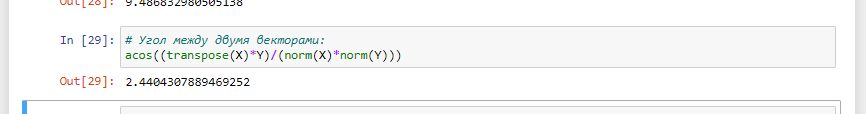 Out[28]: 9.486832980505138
In [29]: # Угол между двумя векторами:
acos((transpose(X)*Y)/(norm(X)*norm(Y)))
Out[29]: 2.4404307889469252